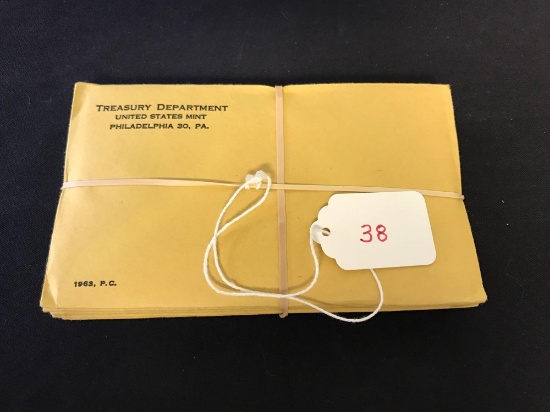 TREASURY DEPARTMENT
UNITED STATES MINT
PHILADELPHIA 30, PA.
38
1963, P.C.